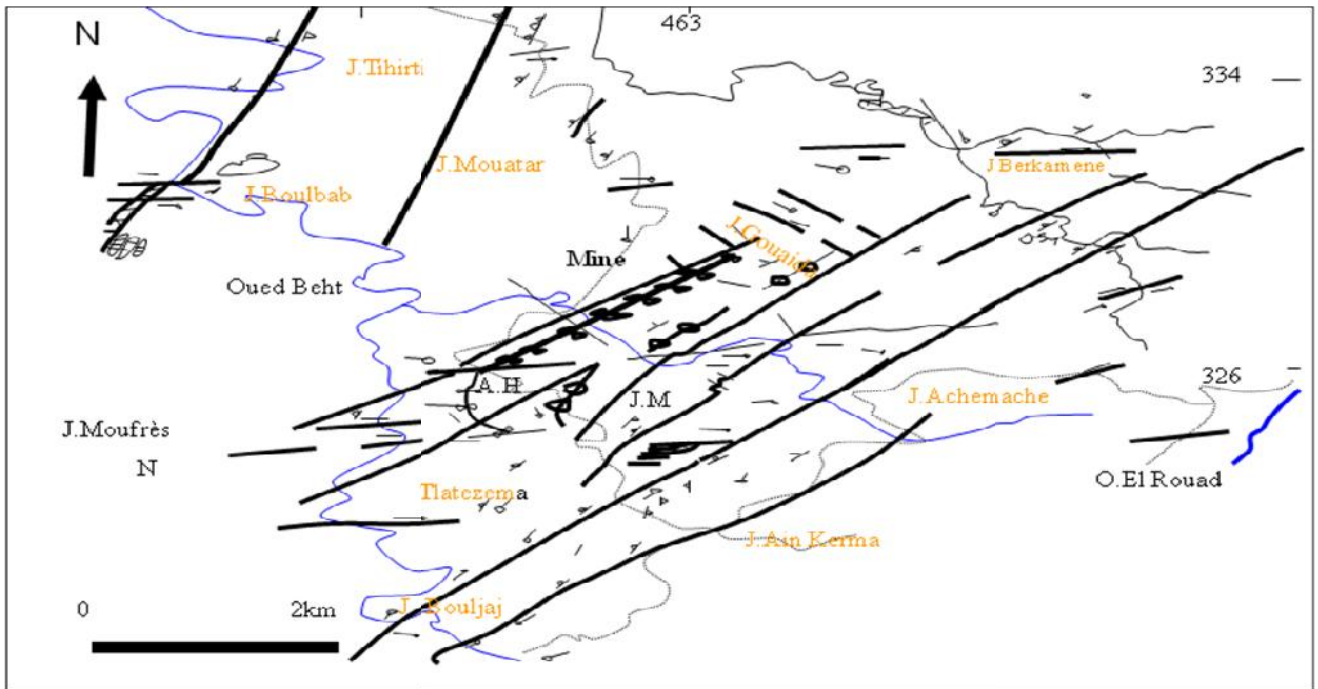 463
N
J.Tihirti
334
J.Mouatar
J.Berkamene
J.Boulbab
J.Gouaida
Mine
Oued Beht
326
A.H
J.M
J.Achemache
J.Moufrès
N
O.El Rouad
Tlatezema
J.Ain Kerma
0 2km
J. Bouljaj